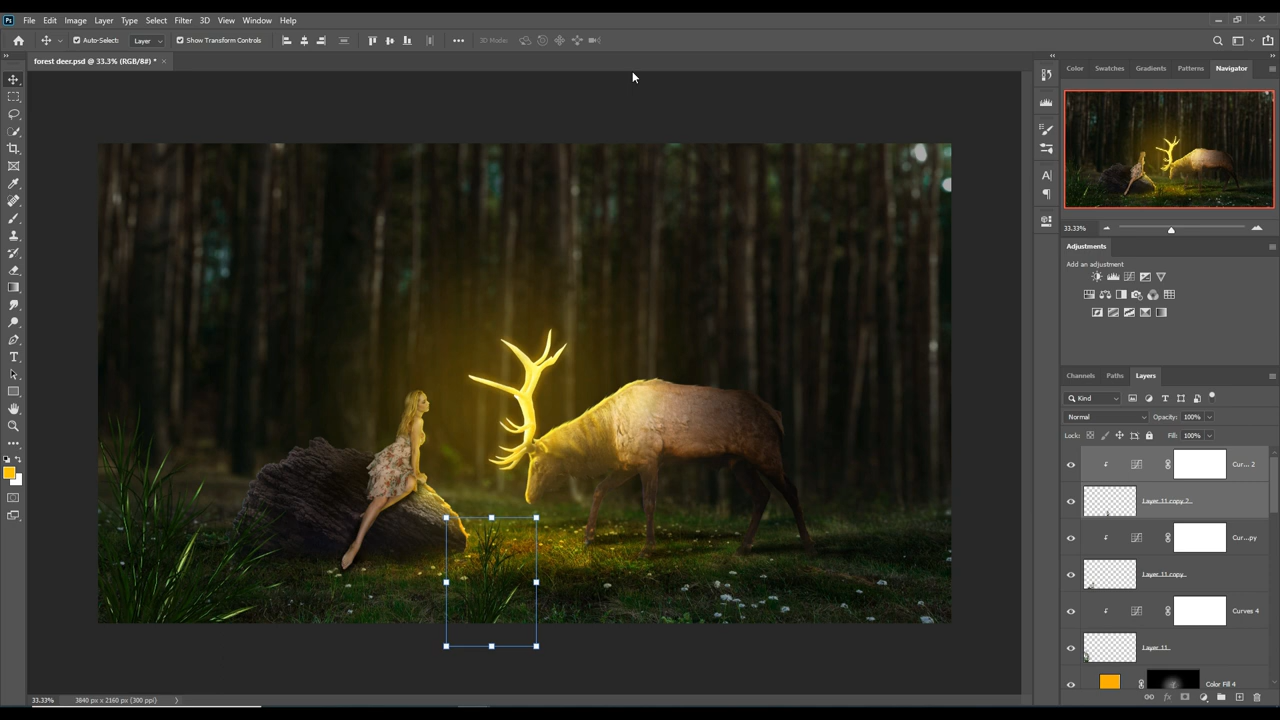 Ps File Edit Image Layer Type Select Filter 3D View Window Help
Auto-Select: Layer Show Transform Controls 3D Mode:
forest deer.psd @ 33.3% (RGB/8#) * ×
Color Swatches Gradients Patterns Navigator
33.33%
Adjustments
Add an adjustment
Channels Paths Layers
Kind
Normal Opacity: 100%
Lock: Fill: 100%
Cur... 2
Layer 11 copy 2
Cur...py
Layer 11 copy
Curves 4
Layer 11
Color Fill 4
33.33% 3840 px x 2160 px (300 ppi)